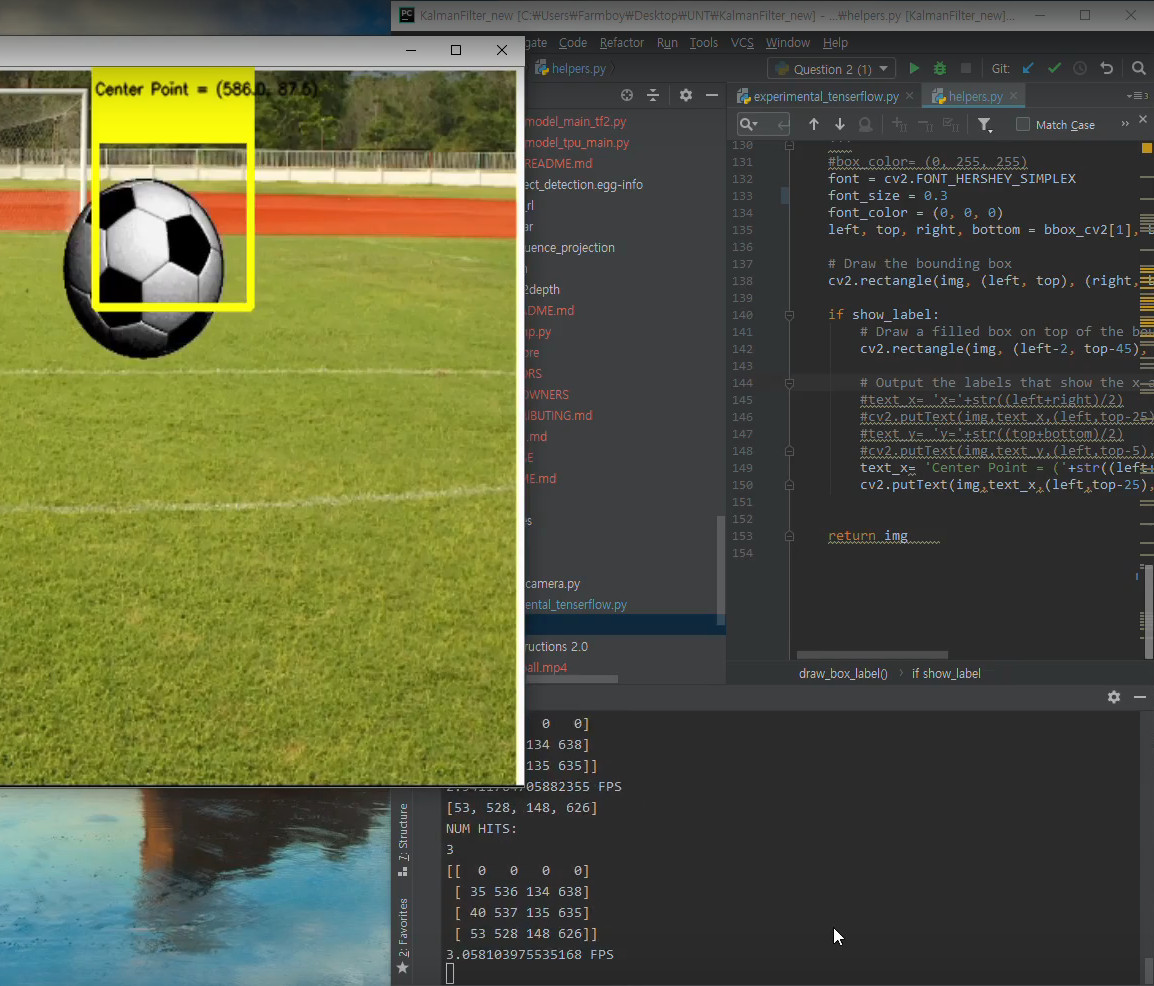 KalmanFilter_new [C:₩Users₩Farmboy₩Desktop₩UNT₩KalmanFilter_new] - ...₩helpers.py [KalmanFilter_new]...
gate Code Refactor Run Tools VCS Window Help
helpers.py
Question 2 (1)
Git:
experimental_tenserflow.py
helpers.py
Match Case
Center Point = (586.0, 87.5)
model_main_tf2.py
model_tpu_main.py
README.md
ect_detection.egg-info
_rl
ar
uence_projection
2depth
DME.md
up.py
ore
ORS
OWNERS
RIBUTING.md
.md
E
ME.md
es
camera.py
ental_tenserflow.py
ructions 2.0
all.mp4
130 '''
131 #box_color= (0, 255, 255)
132 font = cv2.FONT_HERSHEY_SIMPLEX
133 font_size = 0.3
134 font_color = (0, 0, 0)
135 left, top, right, bottom = bbox_cv2[1], b
136
137 # Draw the bounding box
138 cv2.rectangle(img, (left, top), (right, b
139
140 if show_label:
141 # Draw a filled box on top of the bou
142 cv2.rectangle(img, (left-2, top-45),
143
144 # Output the labels that show the x a
145 #text_x= 'x='+str((left+right)/2)
146 #cv2.putText(img,text_x,(left,top-25)
147 #text_y= 'y='+str((top+bottom)/2)
148 #cv2.putText(img,text_y,(left,top-5),
149 text_x= 'Center Point = ('+str((left+
150 cv2.putText(img,text_x,(left,top-25),
151
152
153 return img
154
draw_box_label() › if show_label
0 0]
134 638]
135 635]]
2.9411764705882355 FPS
[53, 528, 148, 626]
NUM HITS:
3
[[ 0 0 0 0]
[ 35 536 134 638]
[ 40 537 135 635]
[ 53 528 148 626]]
3.058103975535168 FPS
7: Structure
2: Favorites